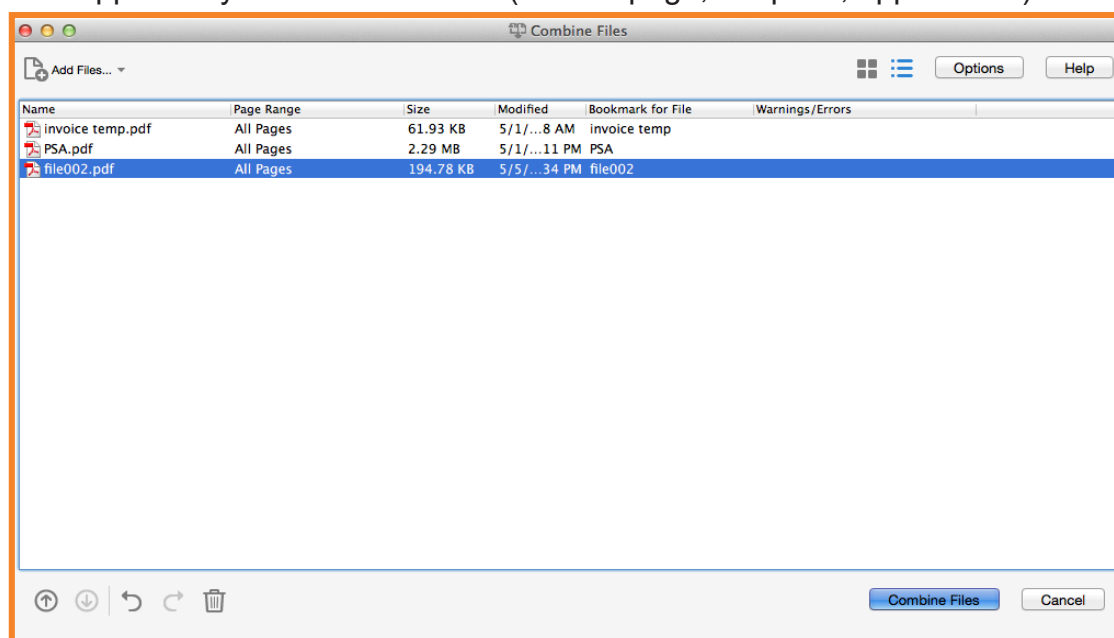 Combine Files
Add Files...
Options Help
Name Page Range Size Modified Bookmark for File Warnings/Errors
invoice temp.pdf All Pages 61.93 KB 5/1/...8 AM invoice temp
PSA.pdf All Pages 2.29 MB 5/1/...11 PM PSA
file002.pdf All Pages 194.78 KB 5/5/...34 PM file002
Combine Files Cancel